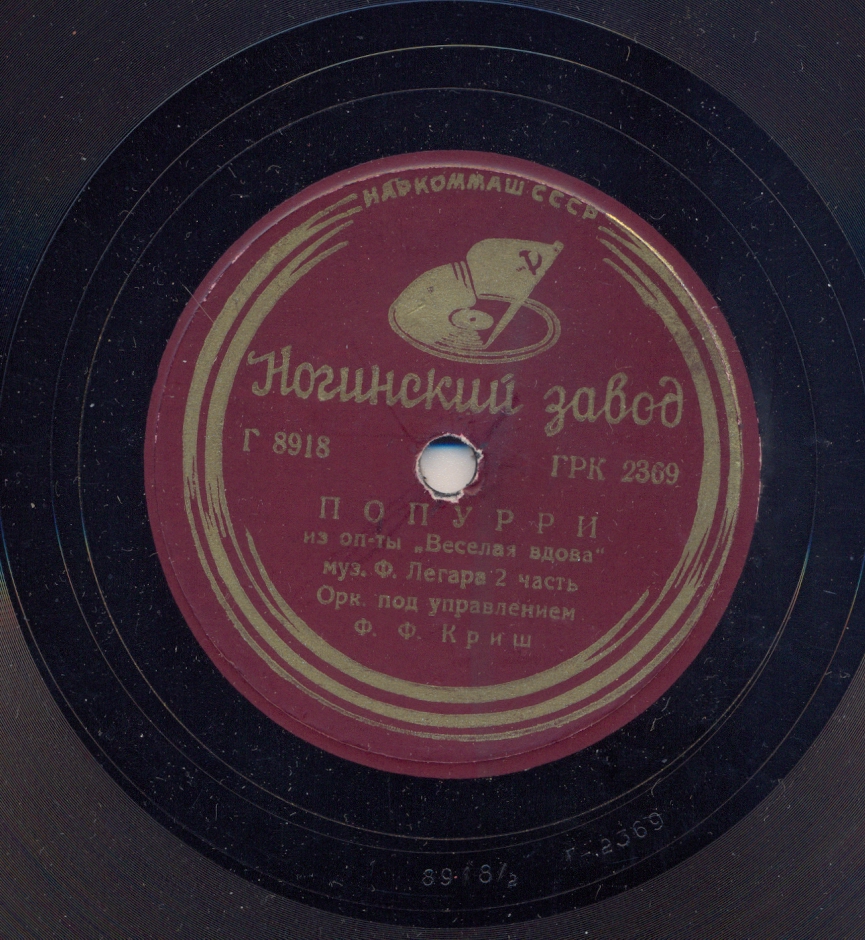 НАРКОММАШ СССР
Ногинский завод
Г 8918
ГРК 2369
ПОПУРРИ
из оп-ты „Веселая вдова“
муз. Ф. Легара 2 часть
Орк. под управлением
Ф. Ф. Криш
Г-2369
8918/2